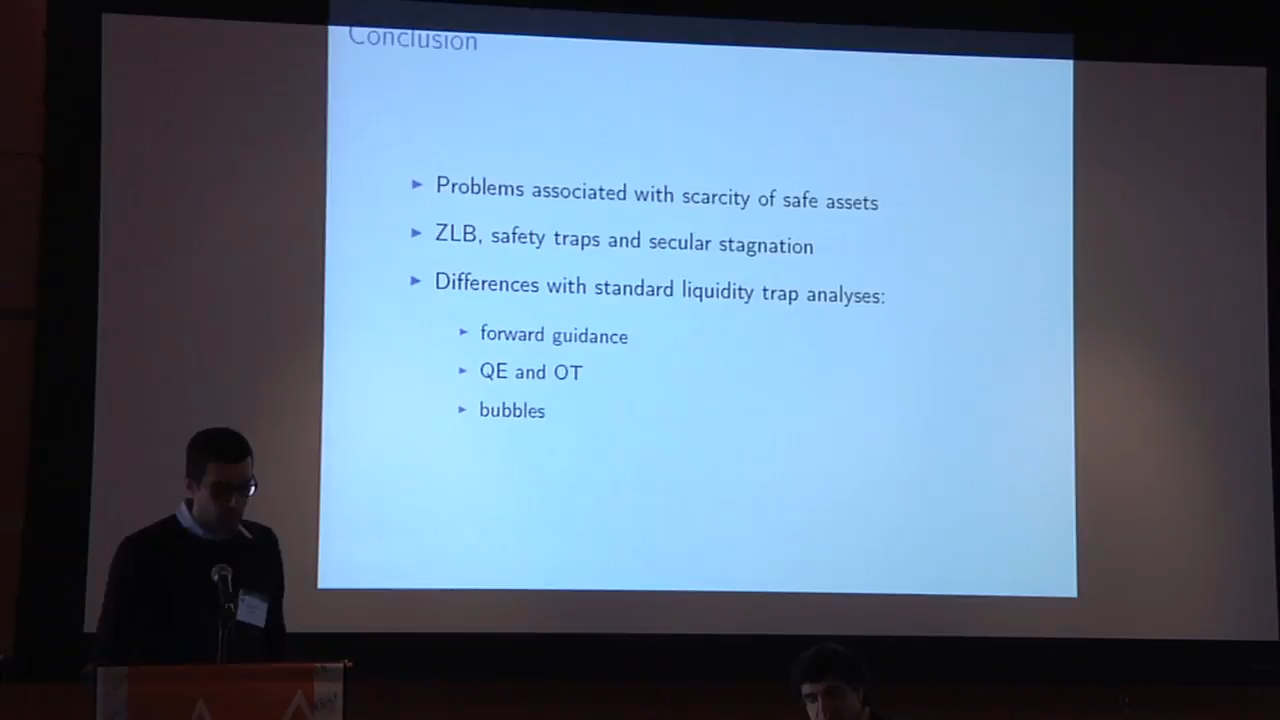 Conclusion
Problems associated with scarcity of safe assets
ZLB, safety traps and secular stagnation
Differences with standard liquidity trap analyses:
forward guidance
QE and OT
bubbles